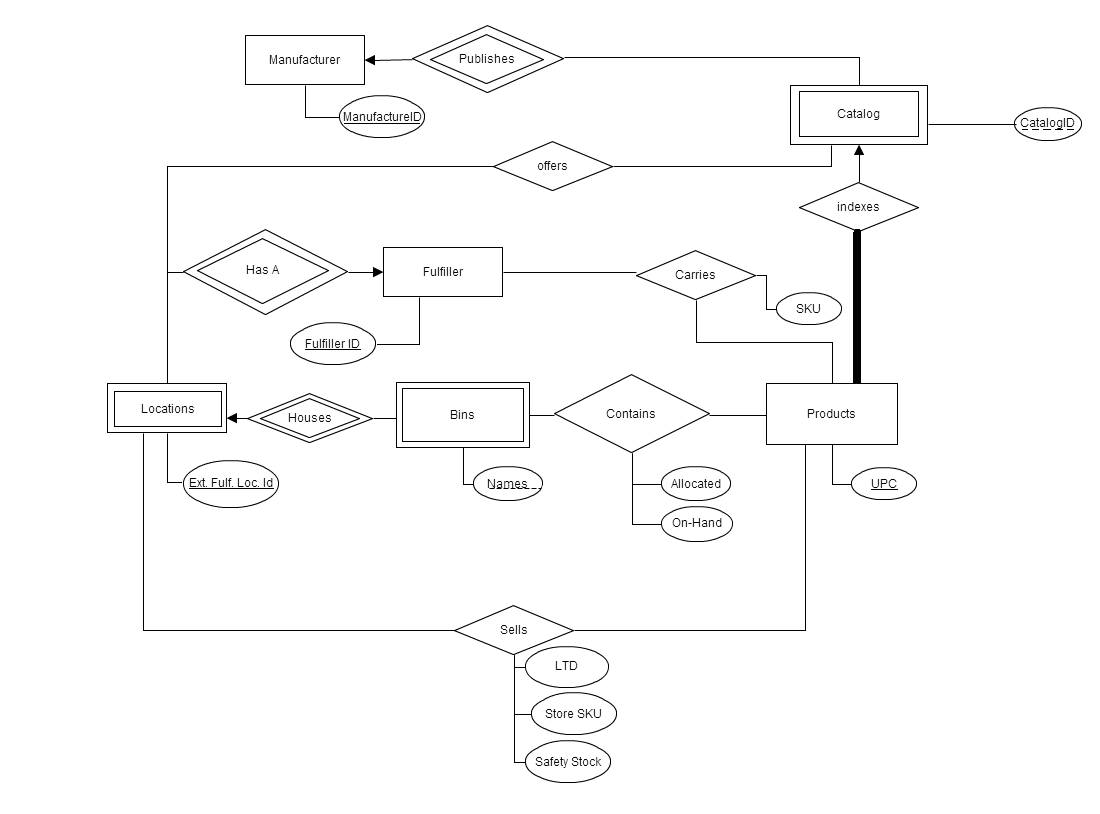 Manufacturer
Publishes
ManufactureID
Catalog
CatalogID
offers
indexes
Has A
Fulfiller
Carries
SKU
Fulfiller ID
Locations
Houses
Bins
Contains
Products
Ext. Fulf. Loc. Id
Names
Allocated
UPC
On-Hand
Sells
LTD
Store SKU
Safety Stock